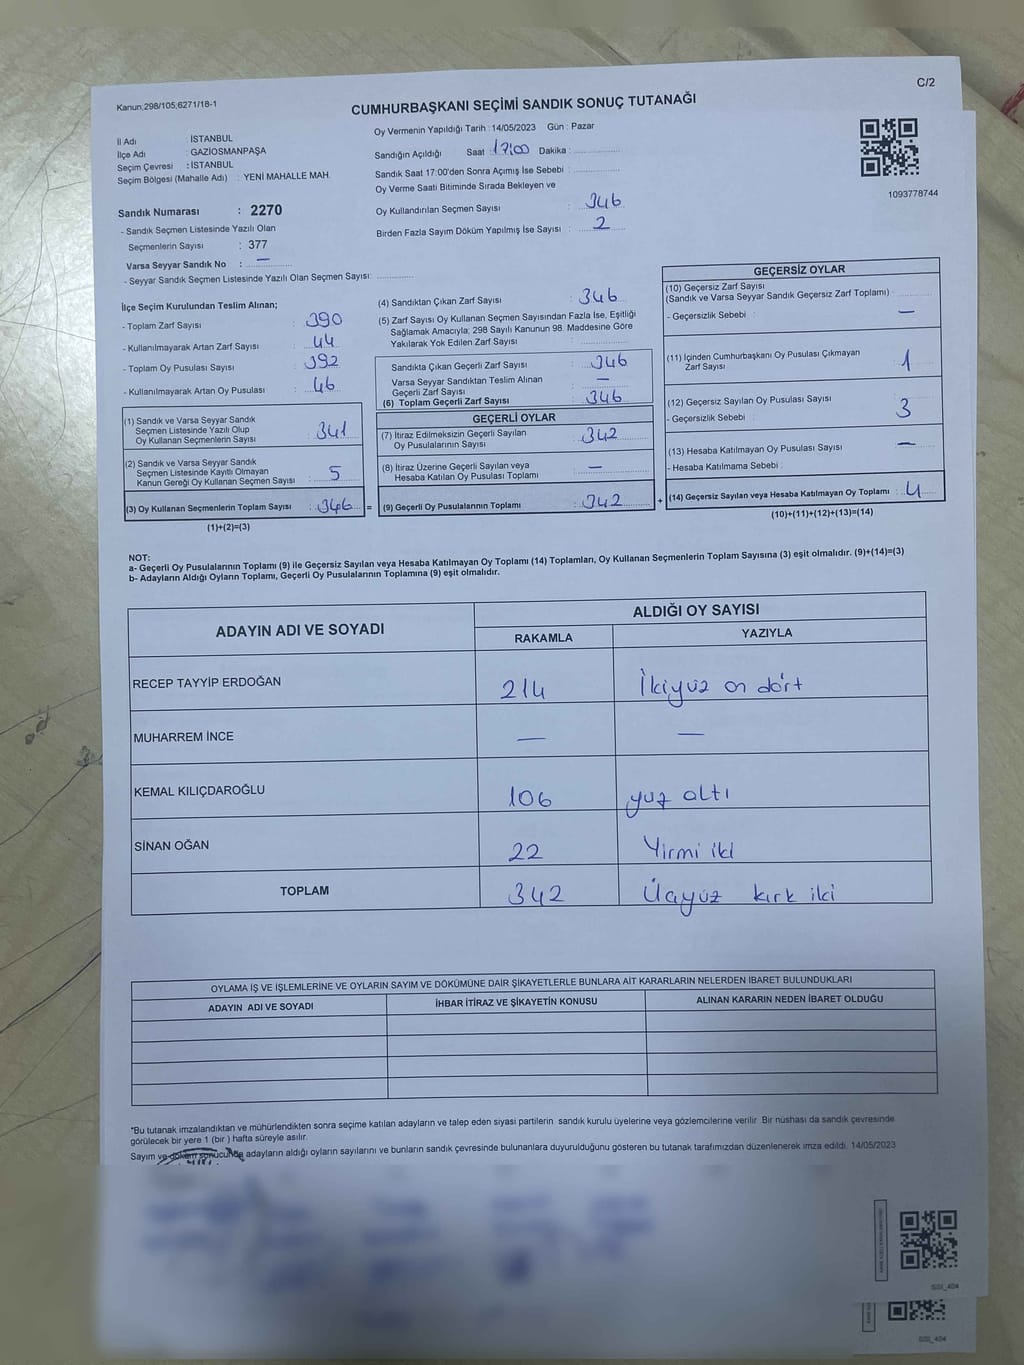 C/2
Kanun,298/105;6271/18-1
CUMHURBAŞKANI SEÇİMİ SANDIK SONUÇ TUTANAĞI
İl Adı : İSTANBUL
İlçe Adı : GAZİOSMANPAŞA
Seçim Çevresi : İSTANBUL
Seçim Bölgesi (Mahalle Adı) : YENİ MAHALLE MAH.
Oy Vermenin Yapıldığı Tarih : 14/05/2023 Gün : Pazar
Sandığın Açıldığı Saat : 17:00 Dakika :
Sandık Saat 17:00'den Sonra Açımış İse Sebebi :
Oy Verme Saati Bitiminde Sırada Bekleyen ve
Oy Kullandırılan Seçmen Sayısı : 346
Birden Fazla Sayım Döküm Yapılmış İse Sayısı : 2
1093778744
Sandık Numarası : 2270
- Sandık Seçmen Listesinde Yazılı Olan
Seçmenlerin Sayısı : 377
Varsa Seyyar Sandık No : —
- Seyyar Sandık Seçmen Listesinde Yazılı Olan Seçmen Sayısı:
İlçe Seçim Kurulundan Teslim Alınan;
- Toplam Zarf Sayısı : 390
- Kullanılmayarak Artan Zarf Sayısı : 44
- Toplam Oy Pusulası Sayısı : 392
- Kullanılmayarak Artan Oy Pusulası : 46
(1) Sandık ve Varsa Seyyar Sandık
Seçmen Listesinde Yazılı Olup
Oy Kullanan Seçmenlerin Sayısı : 341
(2) Sandık ve Varsa Seyyar Sandık
Seçmen Listesinde Kayıtlı Olmayan
Kanun Gereği Oy Kullanan Seçmen Sayısı : 5
(3) Oy Kullanan Seçmenlerin Toplam Sayısı : 346 =
(1)+(2)=(3)
(4) Sandıktan Çıkan Zarf Sayısı : 346
(5) Zarf Sayısı Oy Kullanan Seçmen Sayısından Fazla İse, Eşitliği
Sağlamak Amacıyla; 298 Sayılı Kanunun 98. Maddesine Göre
Yakılarak Yok Edilen Zarf Sayısı :
Sandıkta Çıkan Geçerli Zarf Sayısı : 346
Varsa Seyyar Sandıktan Teslim Alınan
Geçerli Zarf Sayısı : —
(6) Toplam Geçerli Zarf Sayısı : 346
GEÇERLİ OYLAR
(7) İtiraz Edilmeksizin Geçerli Sayılan
Oy Pusulalarının Sayısı : 342
(8) İtiraz Üzerine Geçerli Sayılan veya
Hesaba Katılan Oy Pusulası Toplamı : —
(9) Geçerli Oy Pusulalarının Toplamı : 342 +
GEÇERSİZ OYLAR
(10) Geçersiz Zarf Sayısı
(Sandık ve Varsa Seyyar Sandık Geçersiz Zarf Toplamı) :
- Geçersizlik Sebebi : —
(11) İçinden Cumhurbaşkanı Oy Pusulası Çıkmayan
Zarf Sayısı : 1
(12) Geçersiz Sayılan Oy Pusulası Sayısı : 3
- Geçersizlik Sebebi :
(13) Hesaba Katılmayan Oy Pusulası Sayısı : —
- Hesaba Katılmama Sebebi :
(14) Geçersiz Sayılan veya Hesaba Katılmayan Oy Toplamı : 4
(10)+(11)+(12)+(13)=(14)
NOT:
a- Geçerli Oy Pusulalarının Toplamı (9) ile Geçersiz Sayılan veya Hesaba Katılmayan Oy Toplamı (14) Toplamları, Oy Kullanan Seçmenlerin Toplam Sayısına (3) eşit olmalıdır. (9)+(14)=(3)
b- Adayların Aldığı Oyların Toplamı, Geçerli Oy Pusulalarının Toplamına (9) eşit olmalıdır.
ADAYIN ADI VE SOYADI
ALDIĞI OY SAYISI
RAKAMLA YAZIYLA
RECEP TAYYİP ERDOĞAN 214 İkiyüz on dört
MUHARREM İNCE — —
KEMAL KILIÇDAROĞLU 106 yuz altı
SİNAN OĞAN 22 Yirmi iki
TOPLAM 342 Üçyüz kırk iki
OYLAMA İŞ VE İŞLEMLERİNE VE OYLARIN SAYIM VE DÖKÜMÜNE DAİR ŞİKAYETLERLE BUNLARA AİT KARARLARIN NELERDEN İBARET BULUNDUKLARI
ADAYIN ADI VE SOYADI İHBAR İTİRAZ VE ŞİKAYETİN KONUSU ALINAN KARARIN NEDEN İBARET OLDUĞU
*Bu tutanak imzalandıktan ve mühürlendikten sonra seçime katılan adayların ve talep eden siyasi partilerin sandık kurulu üyelerine veya gözlemcilerine verilir. Bir nüshası da sandık çevresinde
görülecek bir yere 1 (bir ) hafta süreyle asılır.
Sayım ve döküm sonucunda adayların aldığı oyların sayılarını ve bunların sandık çevresinde bulunanlara duyurulduğunu gösteren bu tutanak tarafımızdan düzenlenerek imza edildi. 14/05/2023
SSI_404
SSI_404